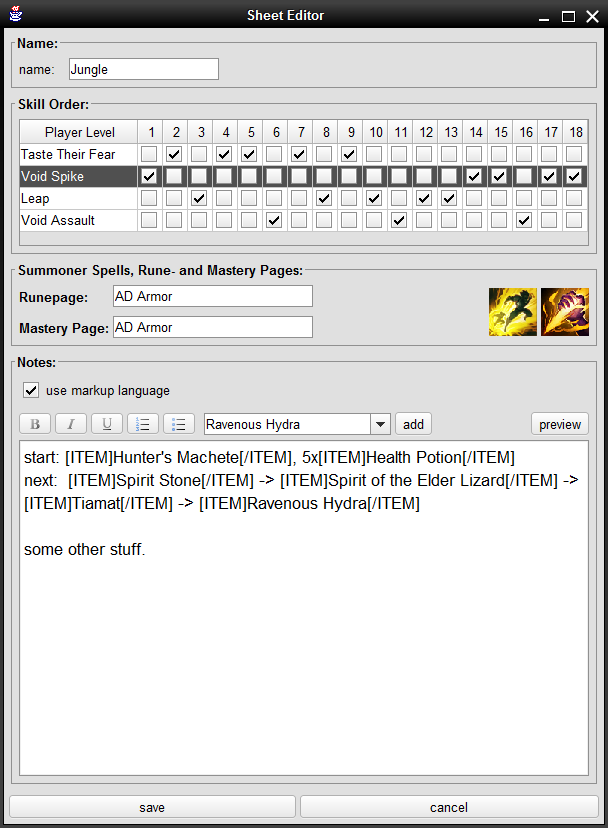 Sheet Editor
Name:
name: Jungle
Skill Order:
Player Level 1 2 3 4 5 6 7 8 9 10 11 12 13 14 15 16 17 18
Taste Their Fear
Void Spike
Leap
Void Assault
Summoner Spells, Rune- and Mastery Pages:
Runepage: AD Armor
Mastery Page: AD Armor
Notes:
use markup language
B I U 1 2 3 Ravenous Hydra add preview
start: [ITEM]Hunter's Machete[/ITEM], 5x[ITEM]Health Potion[/ITEM]
next:  [ITEM]Spirit Stone[/ITEM] -> [ITEM]Spirit of the Elder Lizard[/ITEM] ->
[ITEM]Tiamat[/ITEM] -> [ITEM]Ravenous Hydra[/ITEM]
some other stuff.
save cancel